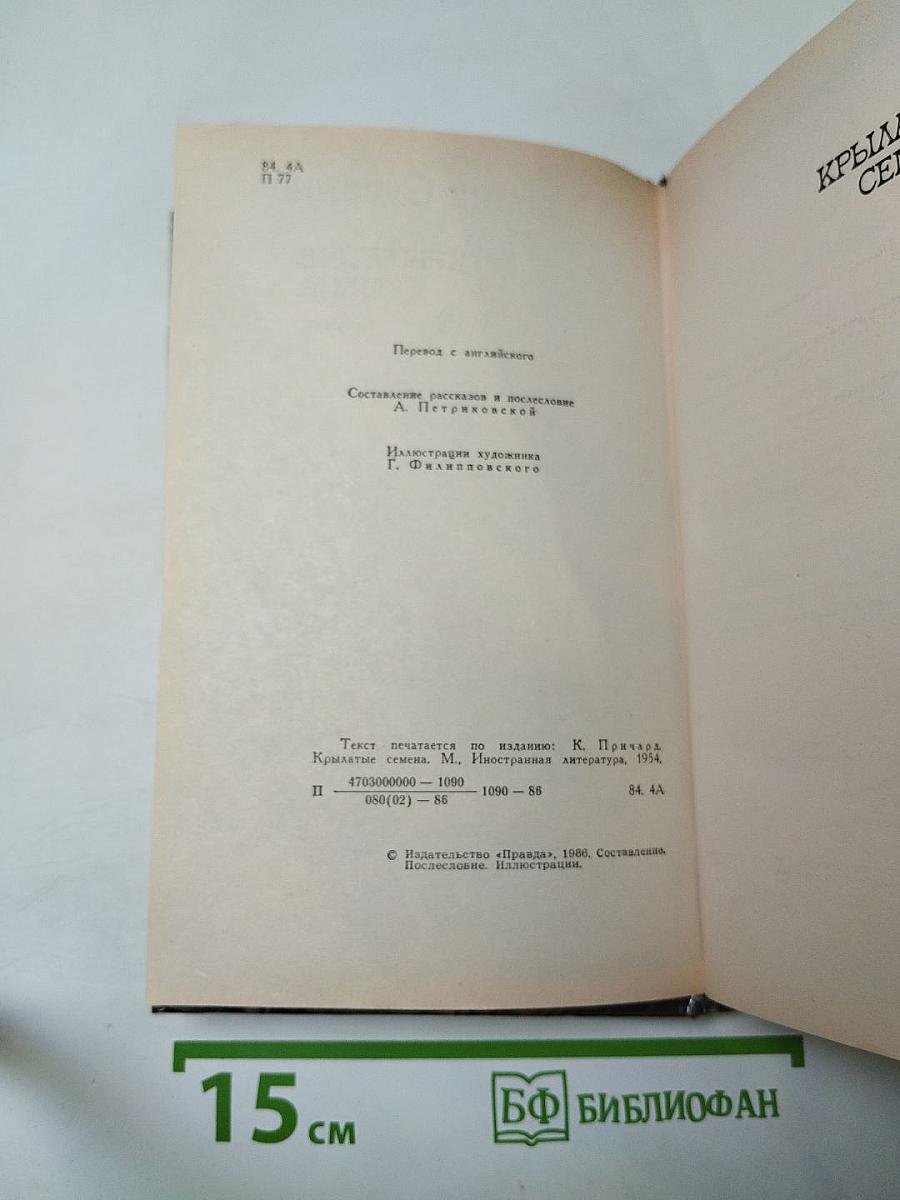 84. 4А
П 77
Перевод с английского
Составление рассказов и послесловие
А. Петриковской
Иллюстрации художника
Г. Филипповского
Текст печатается по изданию: К. Причард.
Крылатые семена. М., Иностранная литература, 1954.
П 4703000000 — 1090
080(02) — 86
1090 — 86
84. 4А
© Издательство «Правда», 1986. Составление.
Послесловие. Иллюстрации.
15 см
БФ БИБЛИОФАН